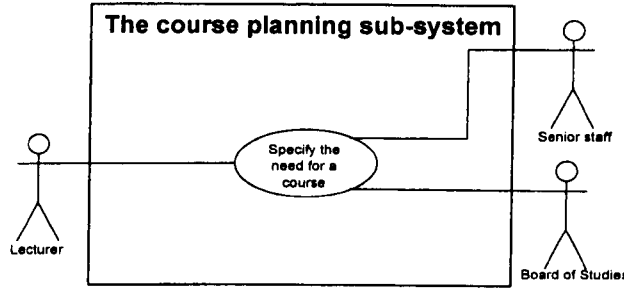 The course planning sub-system
Senior staff
Specify the
need for a
course
Lecturer
Board of Studies